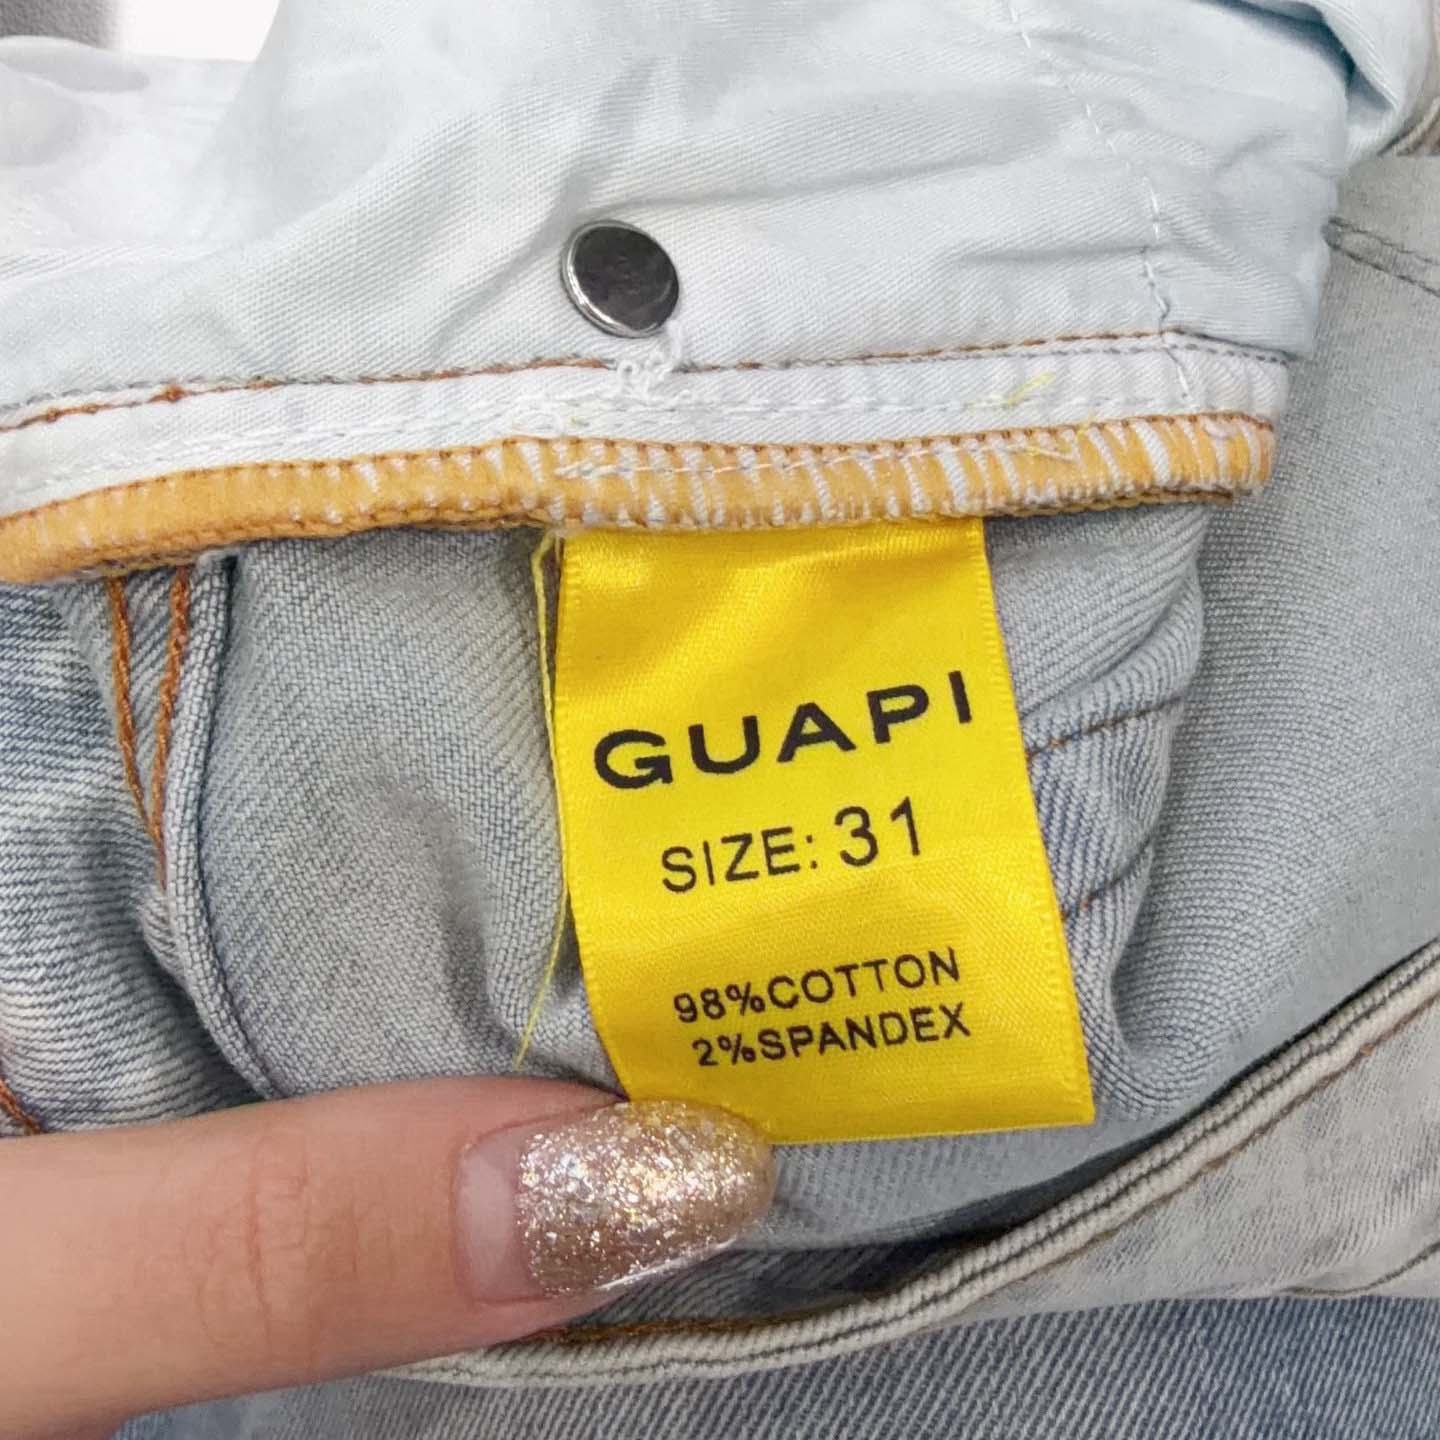 GUAPI
SIZE: 31
98%COTTON
2%SPANDEX